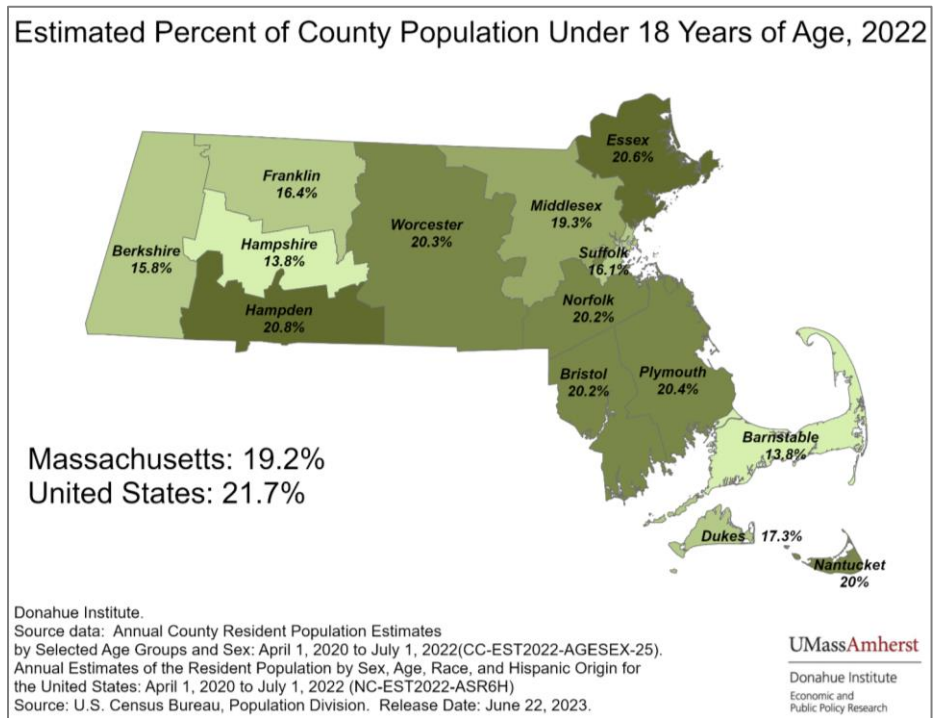 Estimated Percent of County Population Under 18 Years of Age, 2022
Essex
20.6%
Franklin
16.4%
Middlesex
19.3%
Worcester
20.3%
Hampshire
13.8%
Berkshire
15.8%
Suffolk
16.1%
Norfolk
20.2%
Hampden
20.8%
Bristol
20.2%
Plymouth
20.4%
Barnstable
13.8%
Massachusetts: 19.2%
United States: 21.7%
Dukes 17.3%
Nantucket
20%
Donahue Institute.
Source data: Annual County Resident Population Estimates
by Selected Age Groups and Sex: April 1, 2020 to July 1, 2022(CC-EST2022-AGESEX-25).
Annual Estimates of the Resident Population by Sex, Age, Race, and Hispanic Origin for
the United States: April 1, 2020 to July 1, 2022 (NC-EST2022-ASR6H)
Source: U.S. Census Bureau, Population Division. Release Date: June 22, 2023.
UMassAmherst
Donahue Institute
Economic and
Public Policy Research